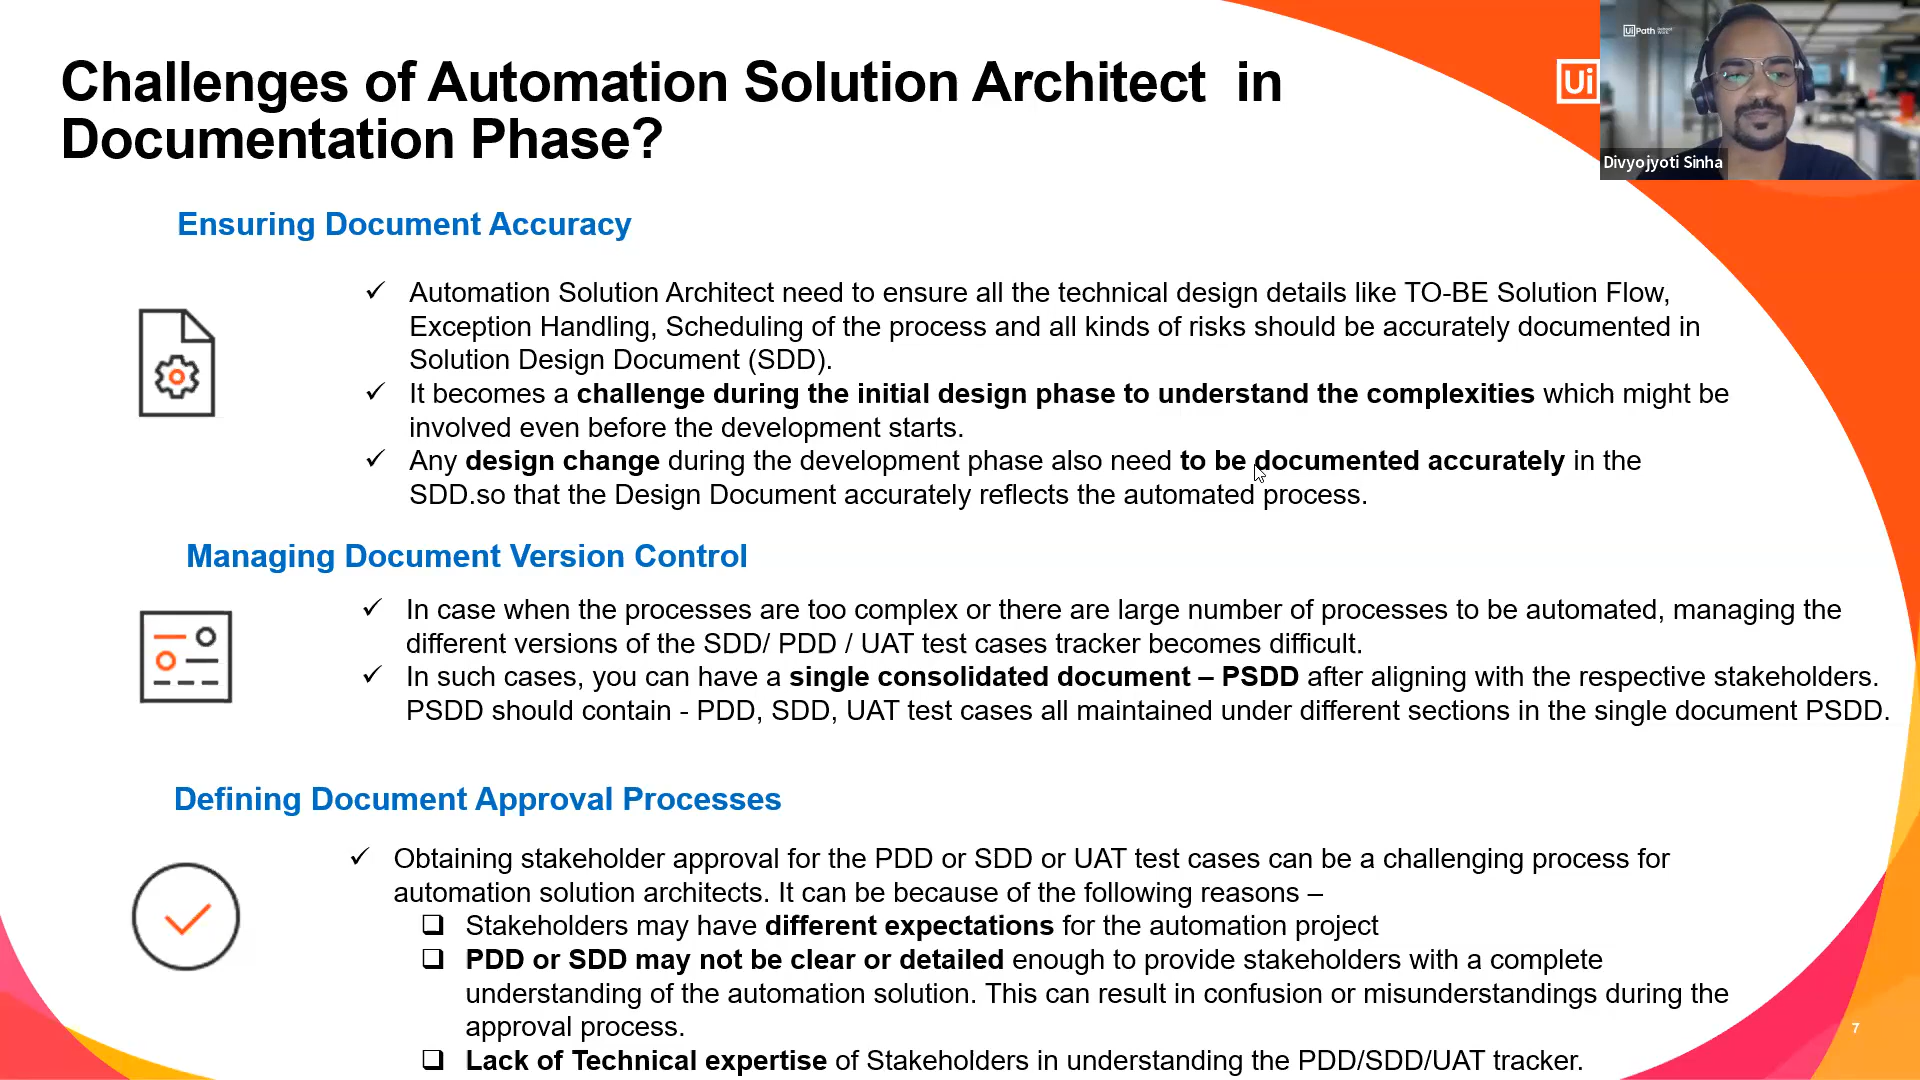 Challenges of Automation Solution Architect in
Documentation Phase?
Ui
UiPath
Divyojyoti Sinha
Ensuring Document Accuracy
✓ Automation Solution Architect need to ensure all the technical design details like TO-BE Solution Flow,
Exception Handling, Scheduling of the process and all kinds of risks should be accurately documented in
Solution Design Document (SDD).
✓ It becomes a challenge during the initial design phase to understand the complexities which might be
involved even before the development starts.
✓ Any design change during the development phase also need to be documented accurately in the
SDD.so that the Design Document accurately reflects the automated process.
Managing Document Version Control
✓ In case when the processes are too complex or there are large number of processes to be automated, managing the
different versions of the SDD/ PDD / UAT test cases tracker becomes difficult.
✓ In such cases, you can have a single consolidated document – PSDD after aligning with the respective stakeholders.
PSDD should contain - PDD, SDD, UAT test cases all maintained under different sections in the single document PSDD.
Defining Document Approval Processes
✓ Obtaining stakeholder approval for the PDD or SDD or UAT test cases can be a challenging process for
automation solution architects. It can be because of the following reasons –
❑ Stakeholders may have different expectations for the automation project
❑ PDD or SDD may not be clear or detailed enough to provide stakeholders with a complete
understanding of the automation solution. This can result in confusion or misunderstandings during the
approval process.
❑ Lack of Technical expertise of Stakeholders in understanding the PDD/SDD/UAT tracker.
7